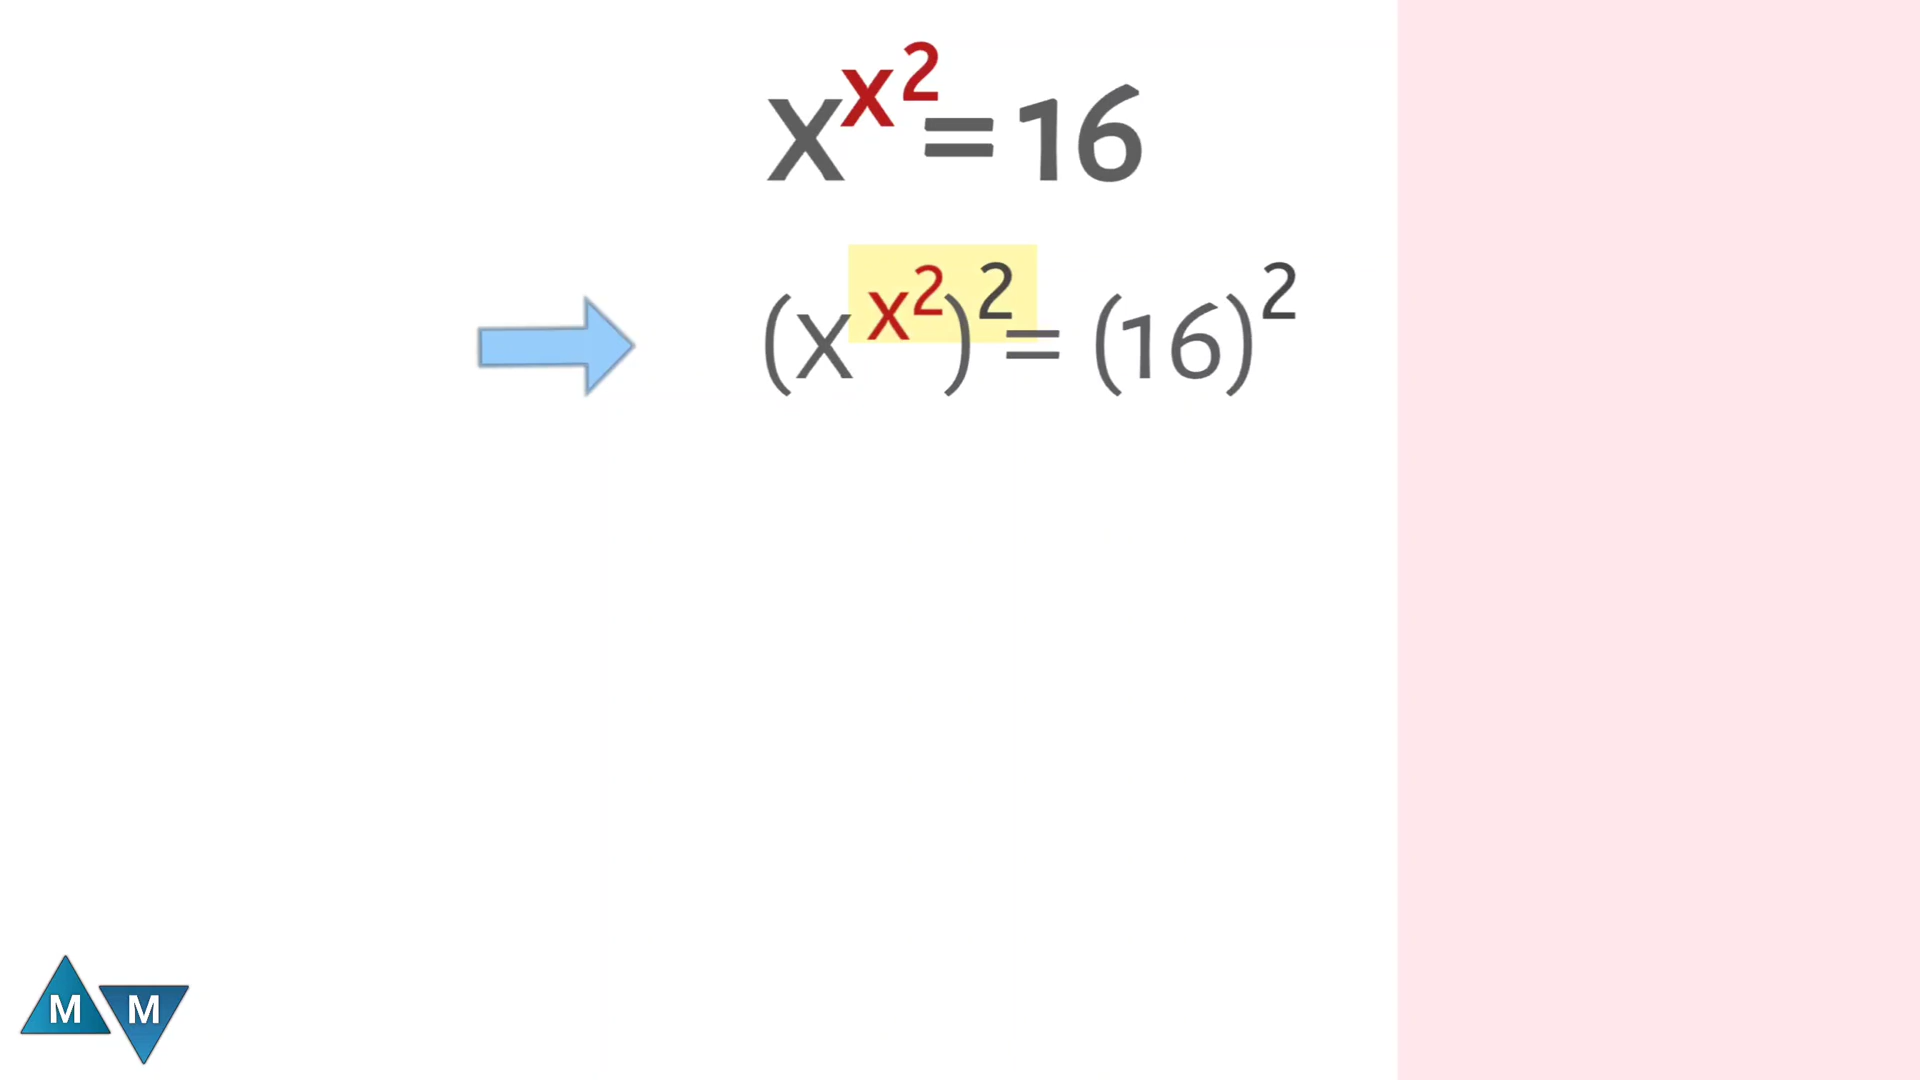 x^{x^2} = 16
(x^{x^2})^2 = (16)^2
M M